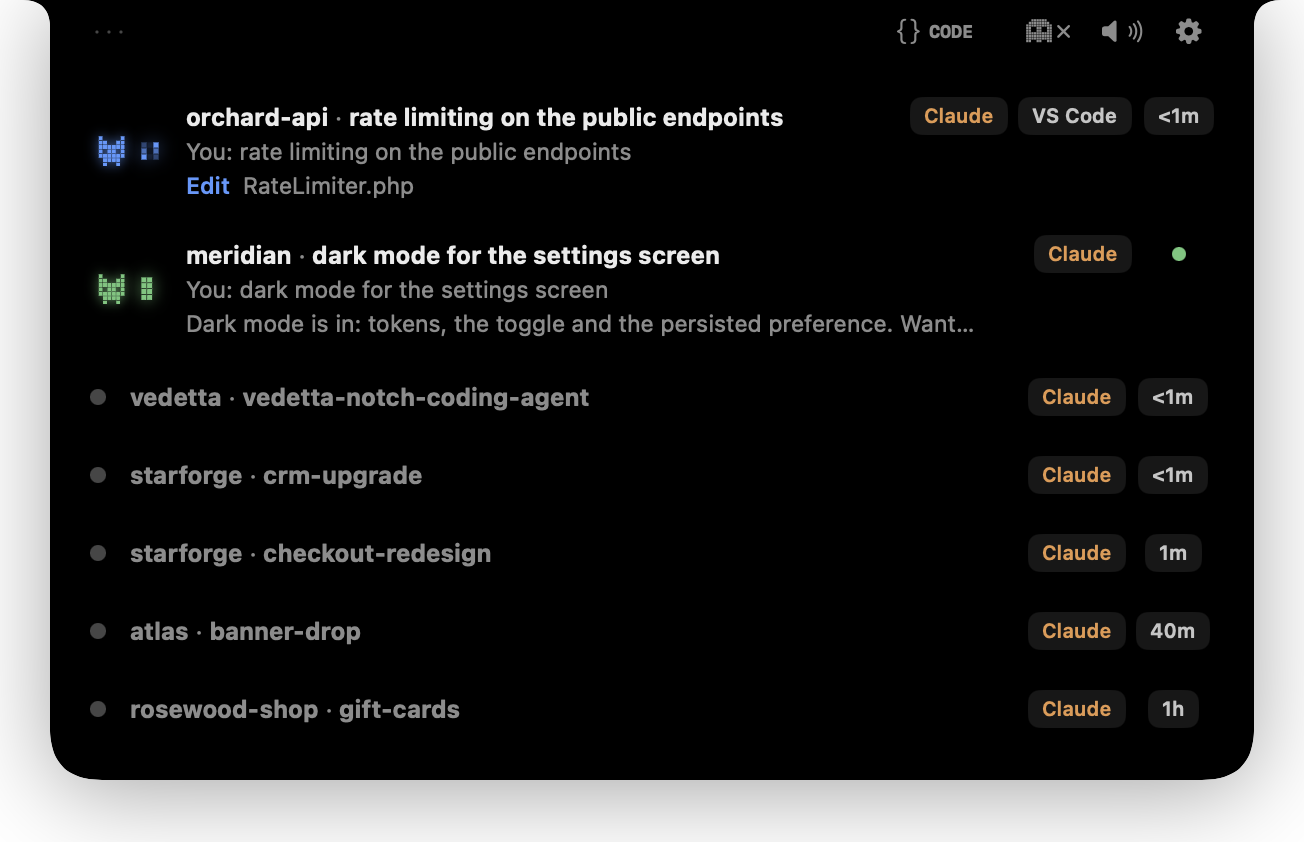 ...
{} CODE
orchard-api · rate limiting on the public endpoints Claude VS Code <1m
You: rate limiting on the public endpoints
Edit RateLimiter.php
meridian · dark mode for the settings screen Claude
You: dark mode for the settings screen
Dark mode is in: tokens, the toggle and the persisted preference. Want...
vedetta · vedetta-notch-coding-agent Claude <1m
starforge · crm-upgrade Claude <1m
starforge · checkout-redesign Claude 1m
atlas · banner-drop Claude 40m
rosewood-shop · gift-cards Claude 1h